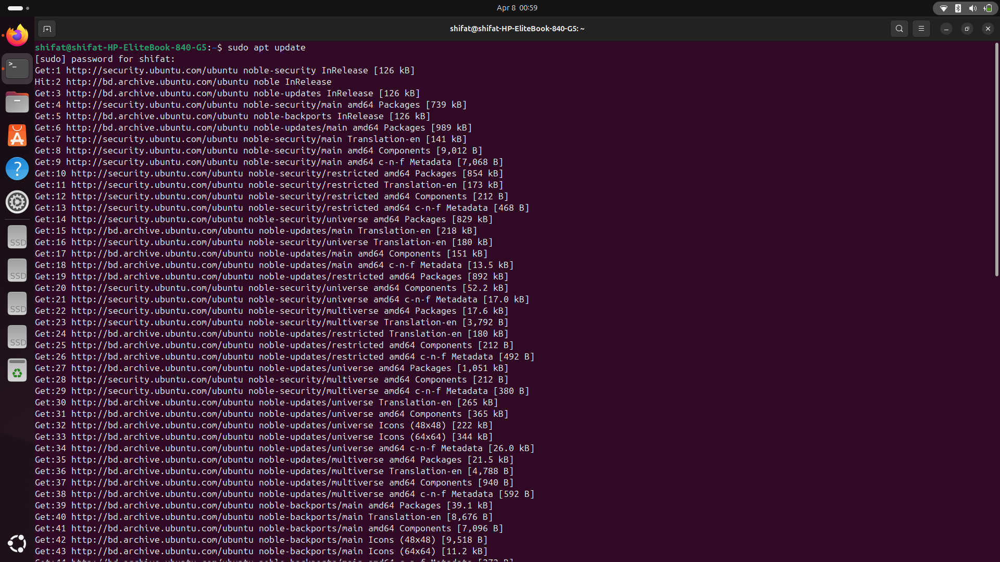 Apr 8 00:59
shifat@shifat-HP-EliteBook-840-G5: ~
shifat@shifat-HP-EliteBook-840-G5:~$ sudo apt update
[sudo] password for shifat:
Get:1 http://security.ubuntu.com/ubuntu noble-security InRelease [126 kB]
Hit:2 http://bd.archive.ubuntu.com/ubuntu noble InRelease
Get:3 http://bd.archive.ubuntu.com/ubuntu noble-updates InRelease [126 kB]
Get:4 http://security.ubuntu.com/ubuntu noble-security/main amd64 Packages [739 kB]
Get:5 http://bd.archive.ubuntu.com/ubuntu noble-backports InRelease [126 kB]
Get:6 http://bd.archive.ubuntu.com/ubuntu noble-updates/main amd64 Packages [989 kB]
Get:7 http://security.ubuntu.com/ubuntu noble-security/main Translation-en [141 kB]
Get:8 http://security.ubuntu.com/ubuntu noble-security/main amd64 Components [9,012 B]
Get:9 http://security.ubuntu.com/ubuntu noble-security/main amd64 c-n-f Metadata [7,068 B]
Get:10 http://security.ubuntu.com/ubuntu noble-security/restricted amd64 Packages [854 kB]
Get:11 http://security.ubuntu.com/ubuntu noble-security/restricted Translation-en [173 kB]
Get:12 http://security.ubuntu.com/ubuntu noble-security/restricted amd64 Components [212 B]
Get:13 http://security.ubuntu.com/ubuntu noble-security/restricted amd64 c-n-f Metadata [468 B]
Get:14 http://security.ubuntu.com/ubuntu noble-security/universe amd64 Packages [829 kB]
Get:15 http://bd.archive.ubuntu.com/ubuntu noble-updates/main Translation-en [218 kB]
Get:16 http://security.ubuntu.com/ubuntu noble-security/universe Translation-en [180 kB]
Get:17 http://bd.archive.ubuntu.com/ubuntu noble-updates/main amd64 Components [151 kB]
Get:18 http://bd.archive.ubuntu.com/ubuntu noble-updates/main amd64 c-n-f Metadata [13.5 kB]
Get:19 http://bd.archive.ubuntu.com/ubuntu noble-updates/restricted amd64 Packages [892 kB]
Get:20 http://security.ubuntu.com/ubuntu noble-security/universe amd64 Components [52.2 kB]
Get:21 http://security.ubuntu.com/ubuntu noble-security/universe amd64 c-n-f Metadata [17.0 kB]
Get:22 http://security.ubuntu.com/ubuntu noble-security/multiverse amd64 Packages [17.6 kB]
Get:23 http://security.ubuntu.com/ubuntu noble-security/multiverse Translation-en [3,792 B]
Get:24 http://bd.archive.ubuntu.com/ubuntu noble-updates/restricted Translation-en [180 kB]
Get:25 http://bd.archive.ubuntu.com/ubuntu noble-updates/restricted amd64 Components [212 B]
Get:26 http://bd.archive.ubuntu.com/ubuntu noble-updates/restricted amd64 c-n-f Metadata [492 B]
Get:27 http://bd.archive.ubuntu.com/ubuntu noble-updates/universe amd64 Packages [1,051 kB]
Get:28 http://security.ubuntu.com/ubuntu noble-security/multiverse amd64 Components [212 B]
Get:29 http://security.ubuntu.com/ubuntu noble-security/multiverse amd64 c-n-f Metadata [380 B]
Get:30 http://bd.archive.ubuntu.com/ubuntu noble-updates/universe Translation-en [265 kB]
Get:31 http://bd.archive.ubuntu.com/ubuntu noble-updates/universe amd64 Components [365 kB]
Get:32 http://bd.archive.ubuntu.com/ubuntu noble-updates/universe Icons (48x48) [222 kB]
Get:33 http://bd.archive.ubuntu.com/ubuntu noble-updates/universe Icons (64x64) [344 kB]
Get:34 http://bd.archive.ubuntu.com/ubuntu noble-updates/universe amd64 c-n-f Metadata [26.0 kB]
Get:35 http://bd.archive.ubuntu.com/ubuntu noble-updates/multiverse amd64 Packages [21.5 kB]
Get:36 http://bd.archive.ubuntu.com/ubuntu noble-updates/multiverse Translation-en [4,788 B]
Get:37 http://bd.archive.ubuntu.com/ubuntu noble-updates/multiverse amd64 Components [940 B]
Get:38 http://bd.archive.ubuntu.com/ubuntu noble-updates/multiverse amd64 c-n-f Metadata [592 B]
Get:39 http://bd.archive.ubuntu.com/ubuntu noble-backports/main amd64 Packages [39.1 kB]
Get:40 http://bd.archive.ubuntu.com/ubuntu noble-backports/main Translation-en [8,676 B]
Get:41 http://bd.archive.ubuntu.com/ubuntu noble-backports/main amd64 Components [7,096 B]
Get:42 http://bd.archive.ubuntu.com/ubuntu noble-backports/main Icons (48x48) [9,518 B]
Get:43 http://bd.archive.ubuntu.com/ubuntu noble-backports/main Icons (64x64) [11.2 kB]
SSD
SSD
SSD
SSD